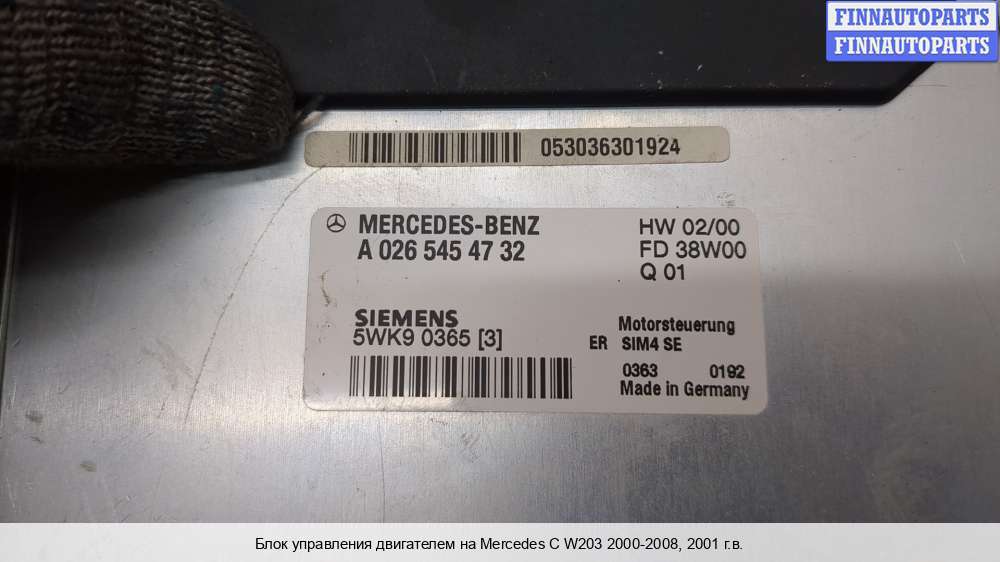 FINNAUTOPARTS
FINNAUTOPARTS
053036301924
MERCEDES-BENZ
A 026 545 47 32
HW 02/00
FD 38W00
Q 01
SIEMENS
5WK9 0365 [3]
Motorsteuerung
ER SIM4 SE
0363 0192
Made in Germany
Блок управления двигателем на Mercedes C W203 2000-2008, 2001 г.в.